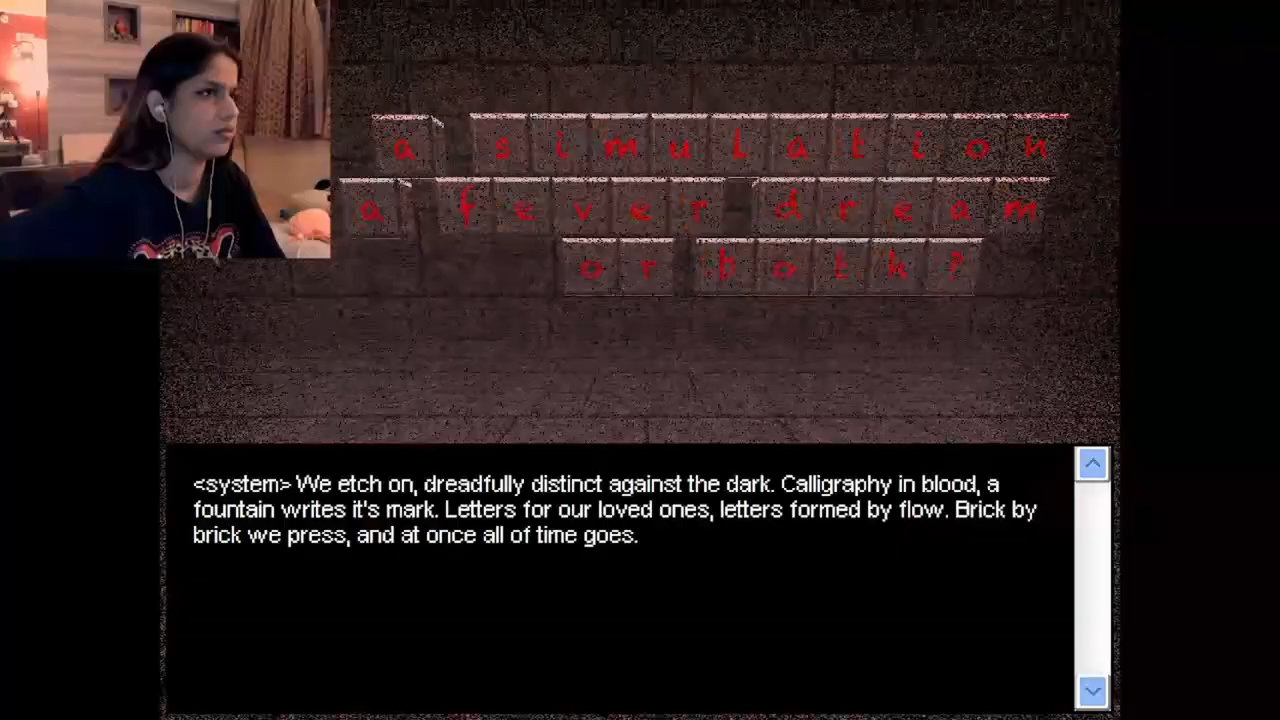 a simulation
a fever dream
or both?
<system> We etch on, dreadfully distinct against the dark. Calligraphy in blood, a
fountain writes it's mark. Letters for our loved ones, letters formed by flow. Brick by
brick we press, and at once all of time goes.